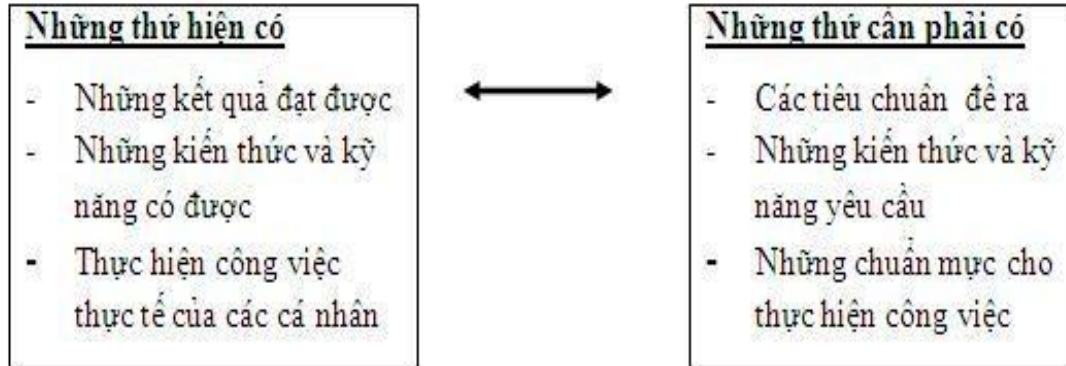 Những thứ hiện có
- Những kết quả đạt được
- Những kiến thức và kỹ
năng có được
- Thực hiện công việc
thực tế của các cá nhân
Những thứ cần phải có
- Các tiêu chuẩn đề ra
- Những kiến thức và kỹ
năng yêu cầu
- Những chuẩn mực cho
thực hiện công việc